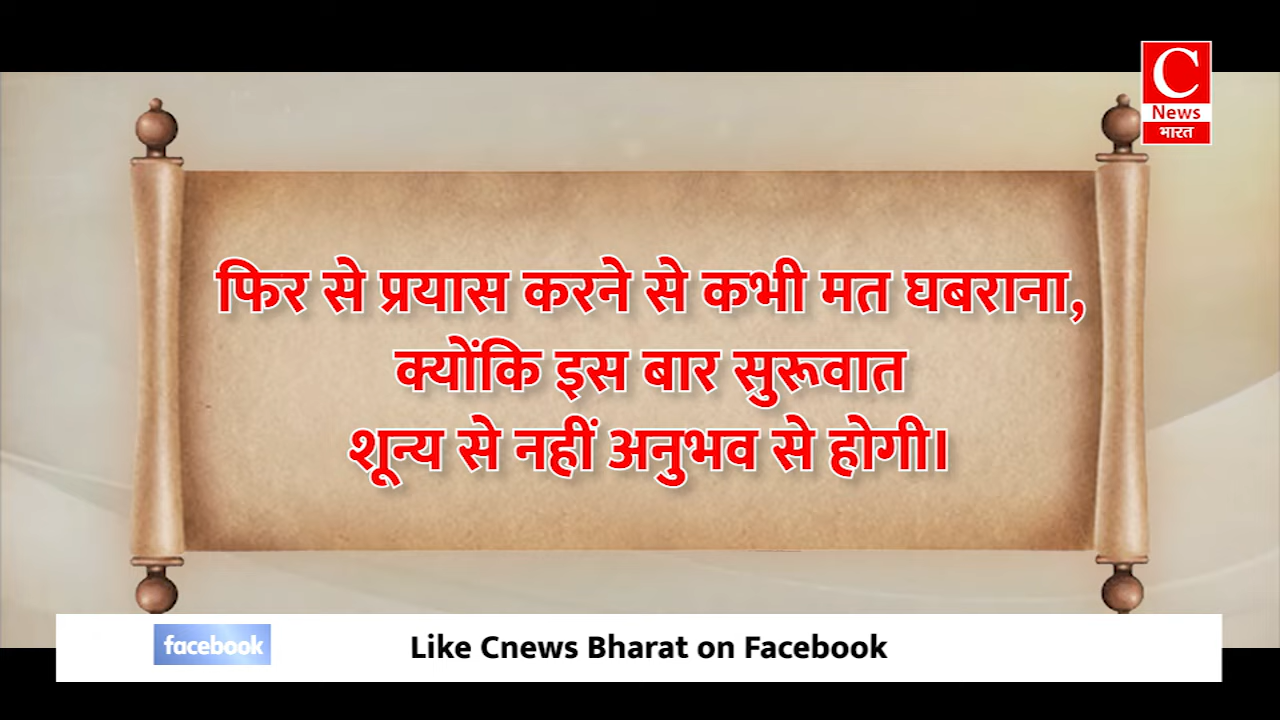 C
News
भारत
फिर से प्रयास करने से कभी मत घबराना,
क्योंकि इस बार सुरूवात
शून्य से नहीं अनुभव से होगी।
facebook
Like Cnews Bharat on Facebook